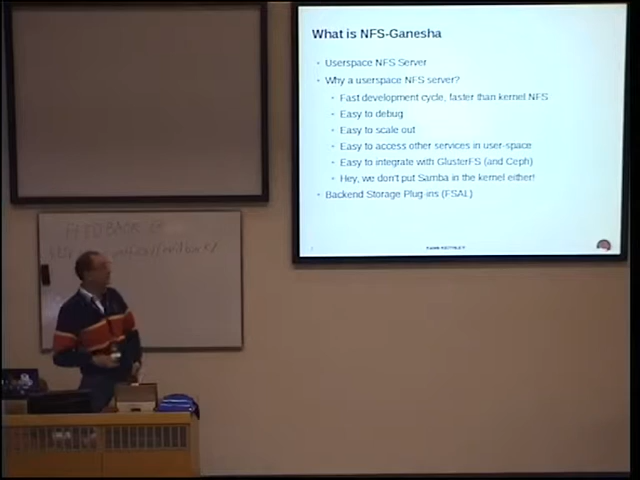 What is NFS-Ganesha
Userspace NFS Server
Why a userspace NFS server?
Fast development cycle, faster than kernel NFS
Easy to debug
Easy to scale out
Easy to access other services in user-space
Easy to integrate with GlusterFS (and Ceph)
Hey, we don't put Samba in the kernel either!
Backend Storage Plug-ins (FSAL)
FEEDBACK @